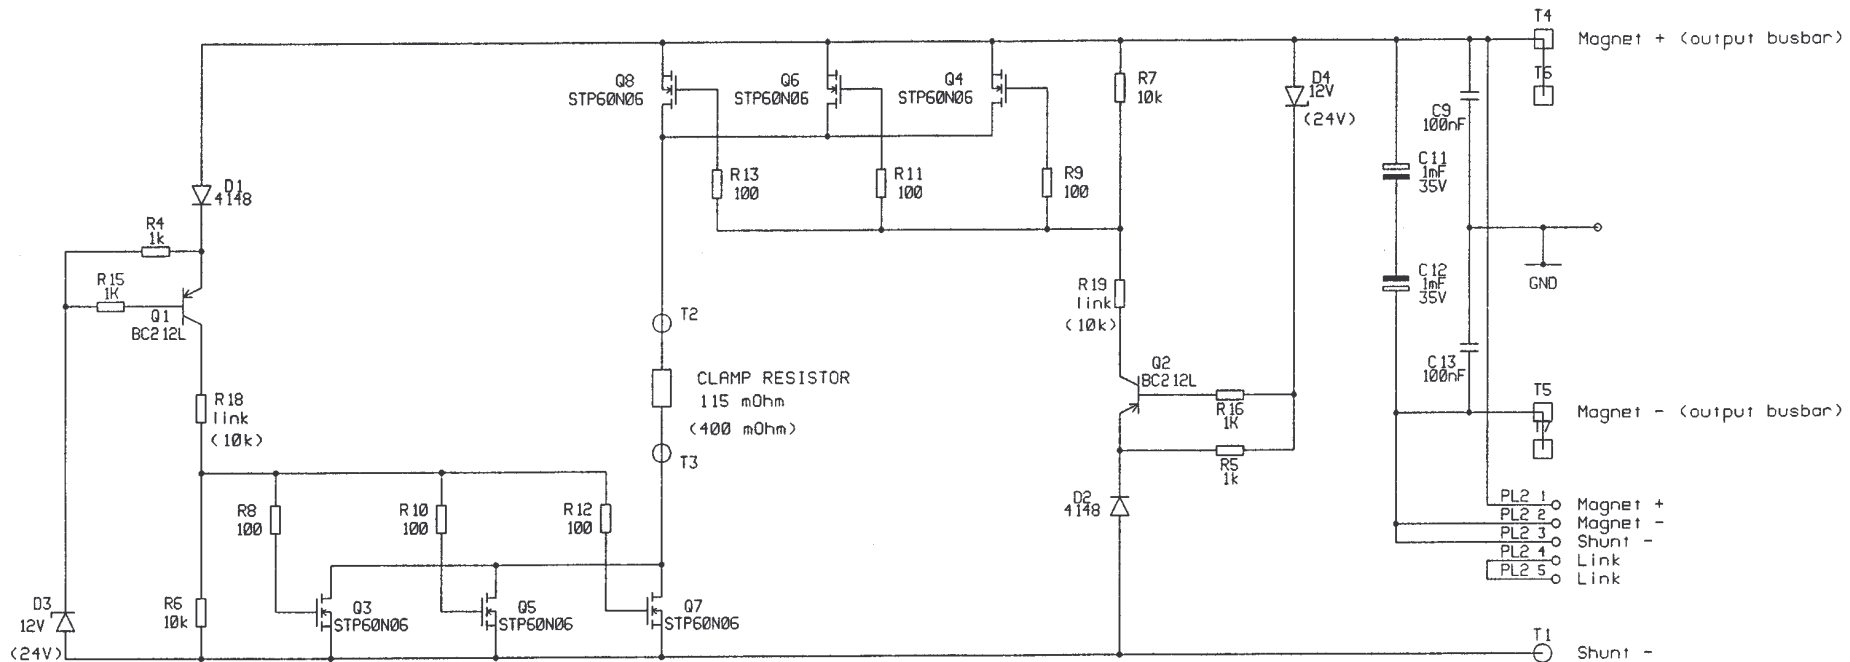 T4
Magnet + (output busbar)
T6
Q8
STP60N06
Q6
STP60N06
Q4
STP60N06
R7
10k
D4
12V
(24V)
C9
100nF
C11
1mF
35V
D1
4148
R13
100
R11
100
R9
100
R4
1k
R15
1K
Q1
BC212L
R19
link
(10k)
C12
1mF
35V
GND
T2
CLAMP RESISTOR
115 mOhm
(400 mOhm)
T3
Q2
BC212L
R16
1K
R5
1k
C13
100nF
T5
Magnet - (output busbar)
T7
R18
link
(10k)
D2
4148
PL2 1
Magnet +
PL2 2
Magnet -
PL2 3
Shunt -
PL2 4
Link
PL2 5
Link
R8
100
R10
100
R12
100
D3
12V
(24V)
R6
10k
Q3
STP60N06
Q5
STP60N06
Q7
STP60N06
T1
Shunt -